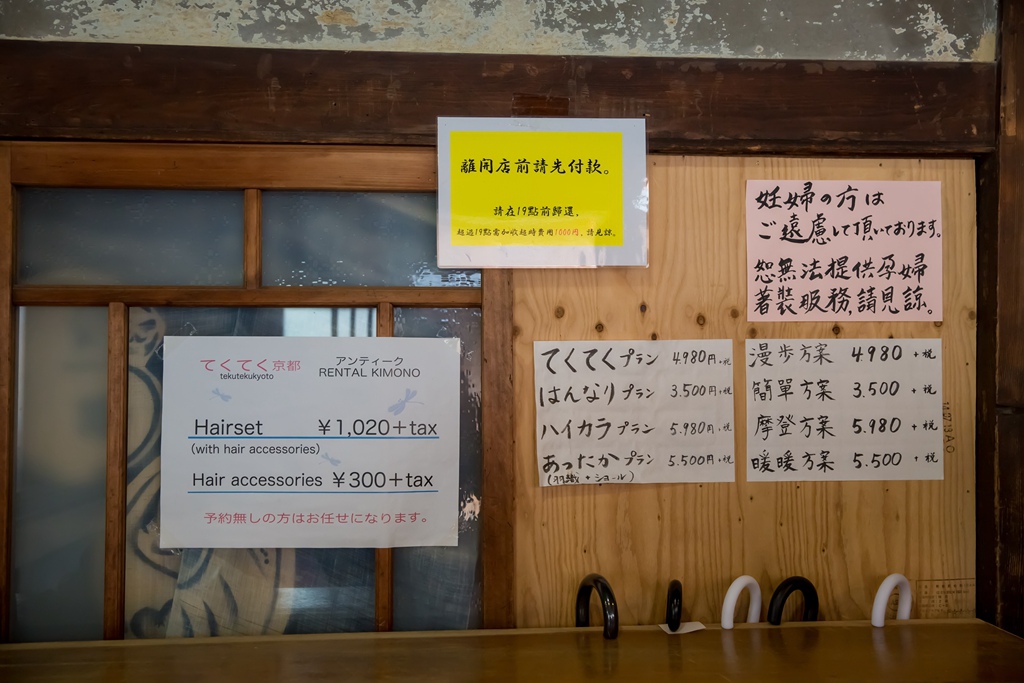 離開店前請先付款。
請在19點前歸還,
超過19點需加收超時費用1000円, 請見諒。
妊婦の方は
ご遠慮して頂いております。
恕無法提供孕婦
著裝服務,請見諒。
てくてく京都
tekutekukyoto
アンティーク
RENTAL KIMONO
Hairset ¥1,020+tax
(with hair accessories)
Hair accessories ¥300+tax
予約無しの方はお任せになります。
てくてくプラン 4.980円+税
はんなりプラン 3.500円+税
ハイカラプラン 5.980円+税
あったかプラン 5.500円+税
(羽織+ショール)
漫步方案 4980 +税
簡單方案 3.500 +税
摩登方案 5.980 +税
暖暖方案 5.500 +税